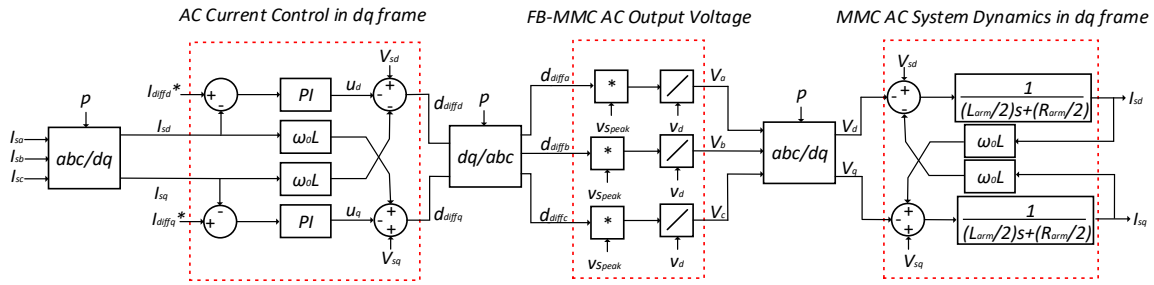 AC Current Control in dq frame
FB-MMC AC Output Voltage
MMC AC System Dynamics in dq frame
Isa
Isb
Isc
p
abc/dq
Isd
Isq
Idiffd*
Idiffq*
+
-
-
+
PI
ω0L
ω0L
PI
ud
uq
Vsd
+
-
-
-
+
+
Vsq
ddiffd
ddiffq
p
dq/abc
ddiffa
ddiffb
ddiffc
*
vSpeak
/
vd
Va
*
vSpeak
/
vd
Vb
*
vSpeak
/
vd
Vc
p
abc/dq
Vd
Vq
Vsd
-
-
-
+
-
+
Vsq
1
(Larm/2)s+(Rarm/2)
ω0L
ω0L
1
(Larm/2)s+(Rarm/2)
Isd
Isq